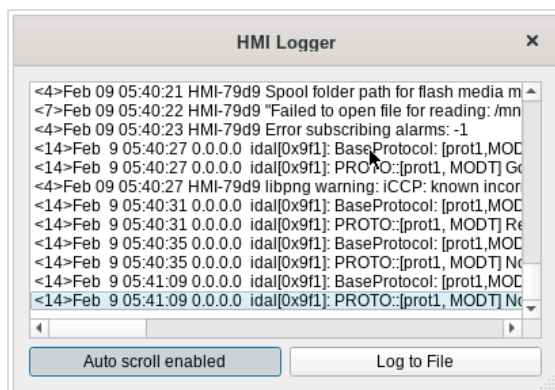 HMI Logger
<4>Feb 09 05:40:21 HMI-79d9 Spool folder path for flash media m
<7>Feb 09 05:40:22 HMI-79d9 "Failed to open file for reading: /mn
<4>Feb 09 05:40:23 HMI-79d9 Error subscribing alarms: -1
<14>Feb  9 05:40:27 0.0.0.0  idal[0x9f1]: BaseProtocol: [prot1,MOD
<14>Feb  9 05:40:27 0.0.0.0  idal[0x9f1]: PROTO::[prot1, MODT] Go
<4>Feb 09 05:40:27 HMI-79d9 libpng warning: iCCP: known incor
<14>Feb  9 05:40:31 0.0.0.0  idal[0x9f1]: BaseProtocol: [prot1,MOD
<14>Feb  9 05:40:31 0.0.0.0  idal[0x9f1]: PROTO::[prot1, MODT] Re
<14>Feb  9 05:40:35 0.0.0.0  idal[0x9f1]: BaseProtocol: [prot1,MOD
<14>Feb  9 05:40:35 0.0.0.0  idal[0x9f1]: PROTO::[prot1, MODT] No
<14>Feb  9 05:41:09 0.0.0.0  idal[0x9f1]: BaseProtocol: [prot1,MOD
<14>Feb  9 05:41:09 0.0.0.0  idal[0x9f1]: PROTO::[prot1, MODT] No
Auto scroll enabled
Log to File